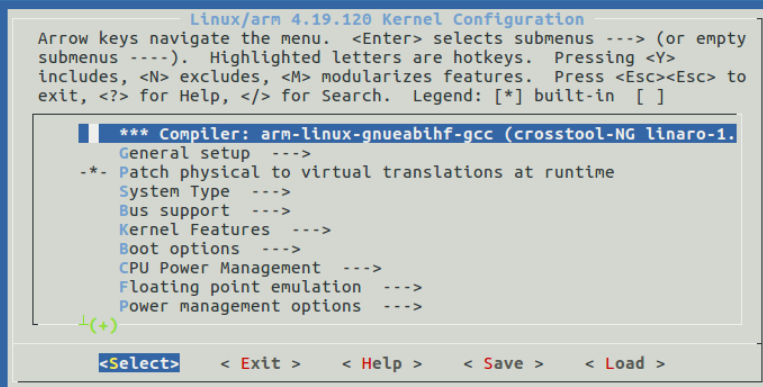 Linux/arm 4.19.120 Kernel Configuration
Arrow keys navigate the menu.  <Enter> selects submenus ---> (or empty
submenus ----).  Highlighted letters are hotkeys.  Pressing <Y>
includes, <N> excludes, <M> modularizes features.  Press <Esc><Esc> to
exit, <?> for Help, </> for Search.  Legend: [*] built-in  [ ]
*** Compiler: arm-linux-gnueabihf-gcc (crosstool-NG linaro-1.
General setup  --->
-*- Patch physical to virtual translations at runtime
System Type  --->
Bus support  --->
Kernel Features  --->
Boot options  --->
CPU Power Management  --->
Floating point emulation  --->
Power management options  --->
┴(+)
<Select>    < Exit >    < Help >    < Save >    < Load >